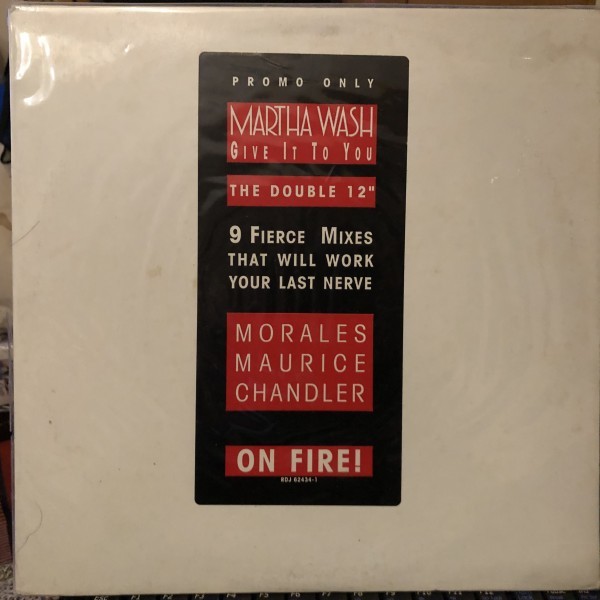 PROMO ONLY
MARTHA WASH
GIVE IT TO YOU
THE DOUBLE 12"
9 FIERCE MIXES
THAT WILL WORK
YOUR LAST NERVE
MORALES
MAURICE
CHANDLER
ON FIRE!
RDJ 62434-1